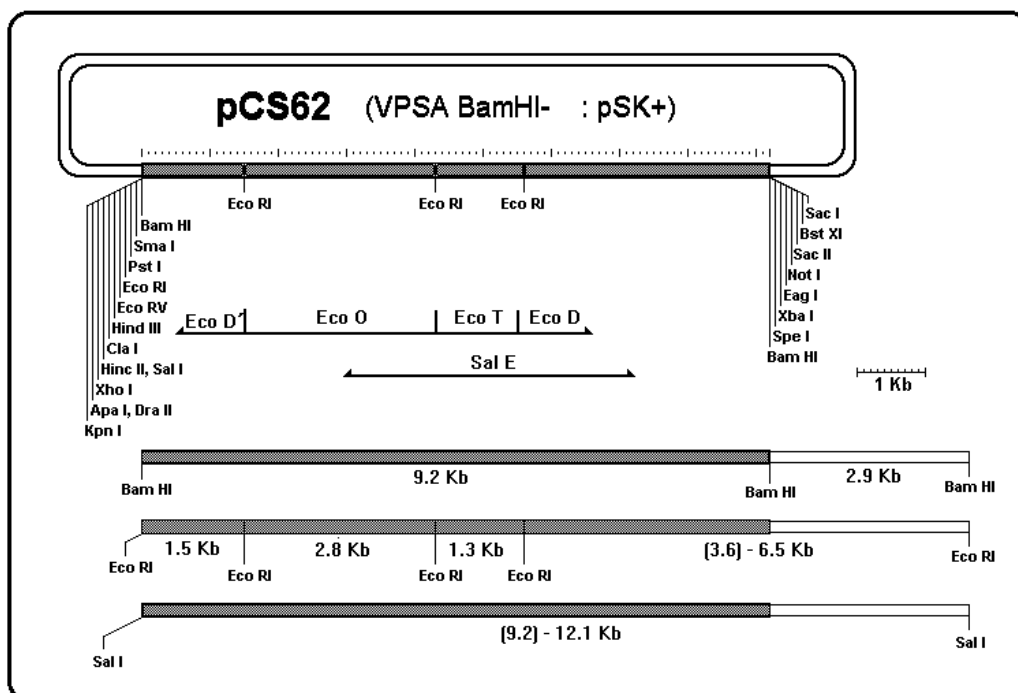 pCS62 (VPSA BamHI- : pSK+)
Eco RI
Eco RI
Eco RI
Bam HI
Sma I
Pst I
Eco RI
Eco RV
Hind III
Cla I
Hinc II, Sal I
Xho I
Apa I, Dra II
Kpn I
Sac I
Bst XI
Sac II
Not I
Eag I
Xba I
Spe I
Bam HI
Eco D' Eco O Eco T Eco D
Sal E
1 Kb
9.2 Kb 2.9 Kb
Bam HI Bam HI Bam HI
1.5 Kb 2.8 Kb 1.3 Kb (3.6) - 6.5 Kb
Eco RI Eco RI Eco RI Eco RI Eco RI
(9.2) - 12.1 Kb
Sal I Sal I